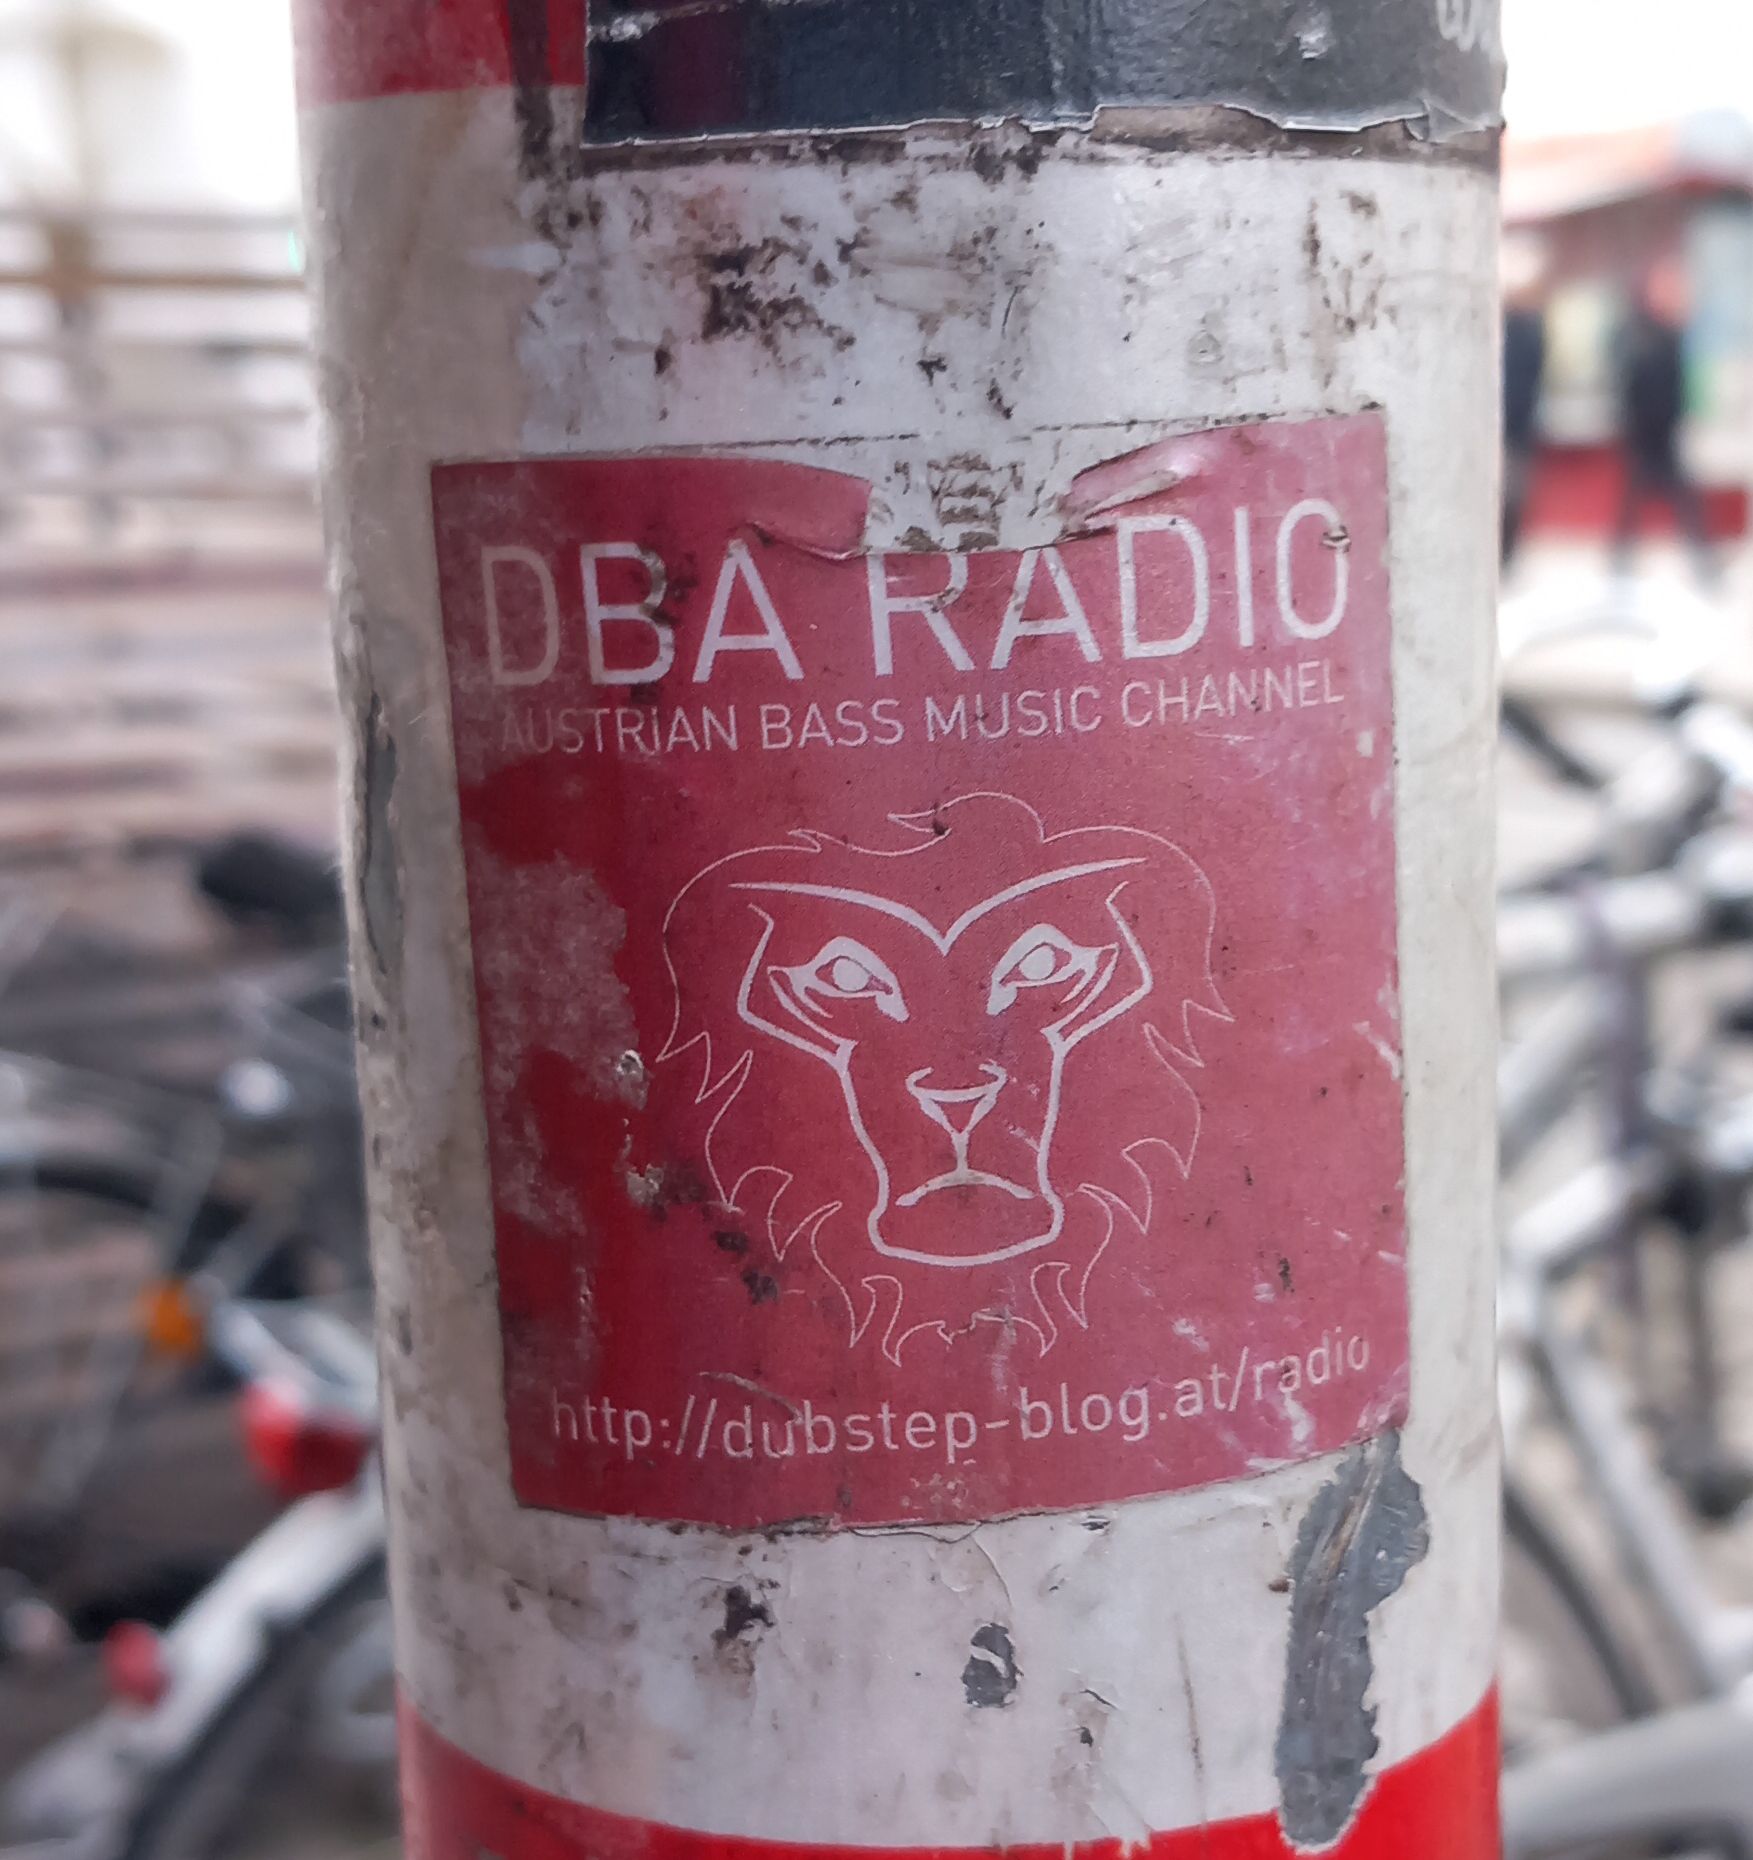 DBA RADIO
AUSTRIAN BASS MUSIC CHANNEL
http://dubstep-blog.at/radio